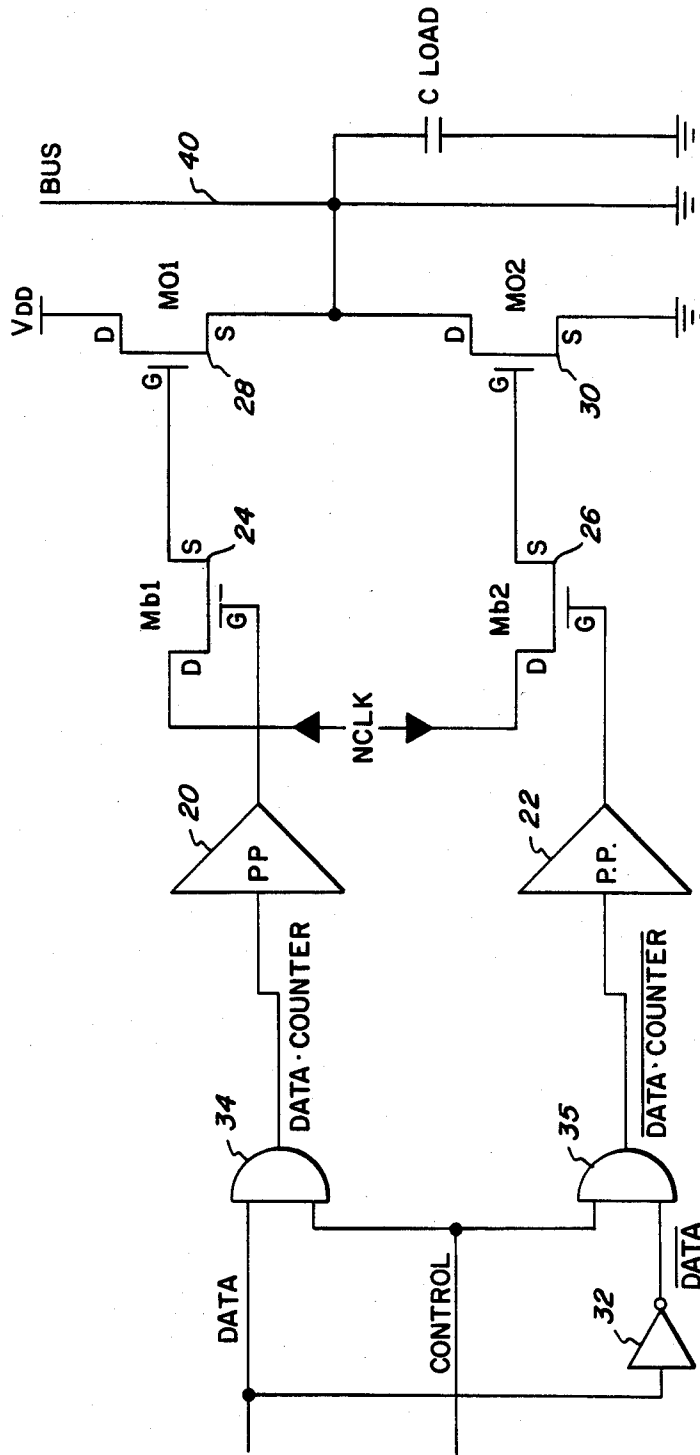 DATA
CONTROL
32
DATA
34
35
DATA·COUNTER
DATA·COUNTER
20
PP
22
P.P.
NCLK
Mb1
D
S
G
24
Mb2
D
S
G
26
VDD
D
MO1
G
S
28
D
MO2
G
S
30
BUS
40
C LOAD